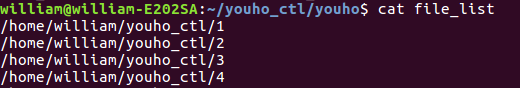 william@william-E202SA:~/youho_ctl/youho$ cat file_list
/home/william/youho_ctl/1
/home/william/youho_ctl/2
/home/william/youho_ctl/3
/home/william/youho_ctl/4